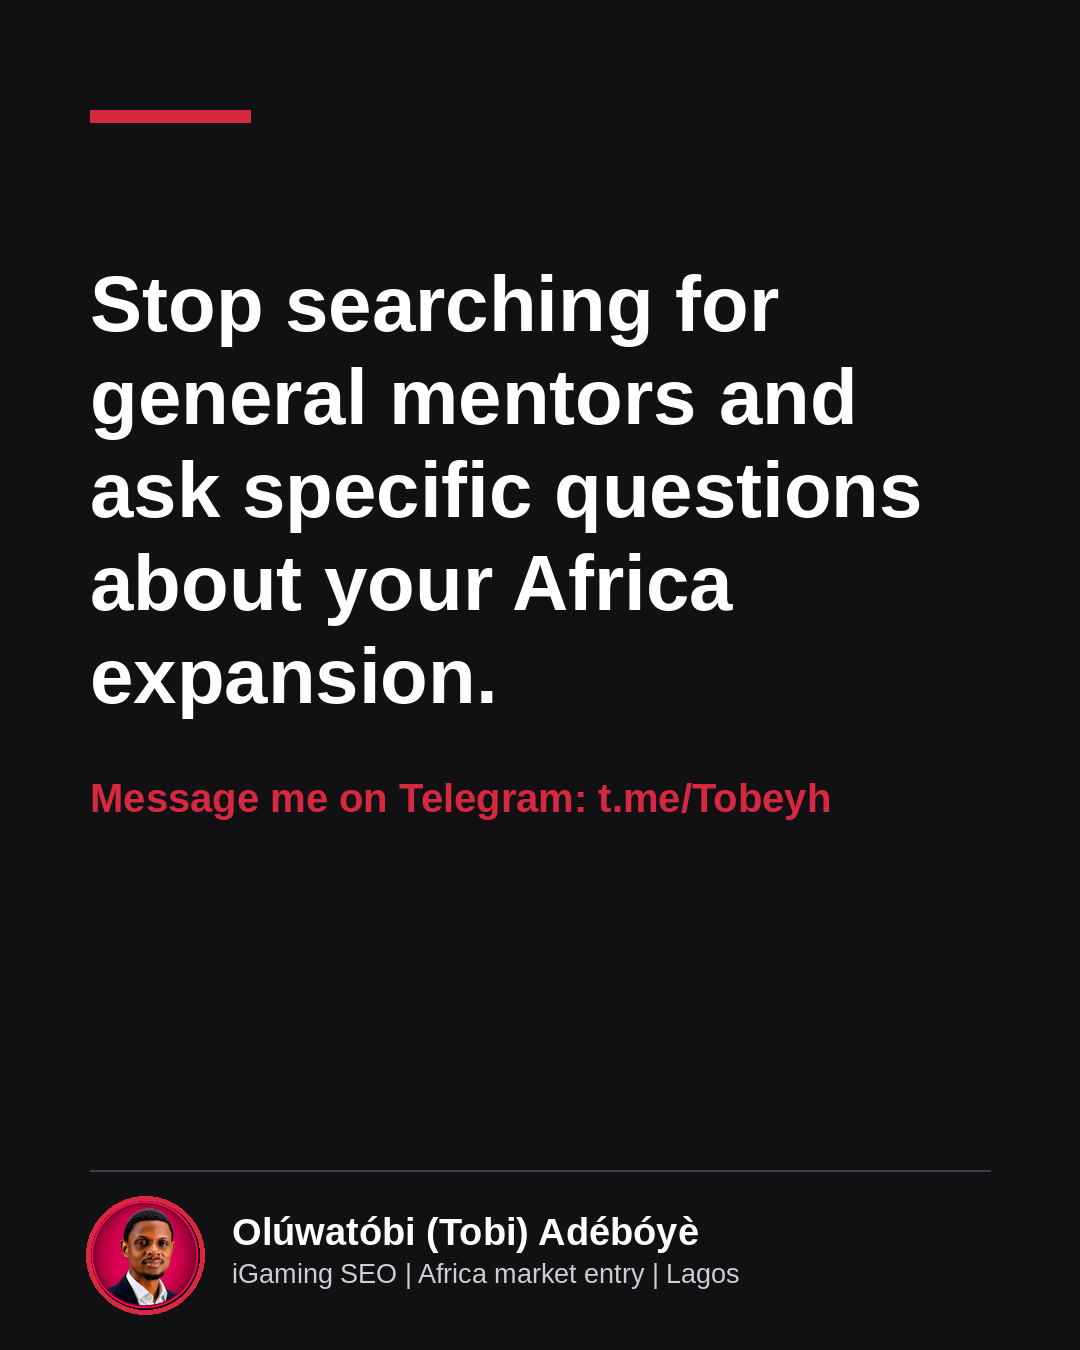 Stop searching for
general mentors and
ask specific questions
about your Africa
expansion.
Message me on Telegram: t.me/Tobeyh
Olúwatóbi (Tobi) Adébóyè
iGaming SEO | Africa market entry | Lagos